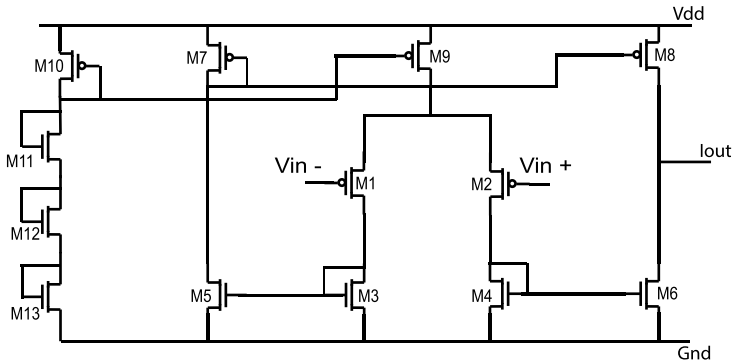 Vdd
M10
M7
M9
M8
M11
Vin -
M1
M2
Vin +
Iout
M12
M13
M5
M3
M4
M6
Gnd